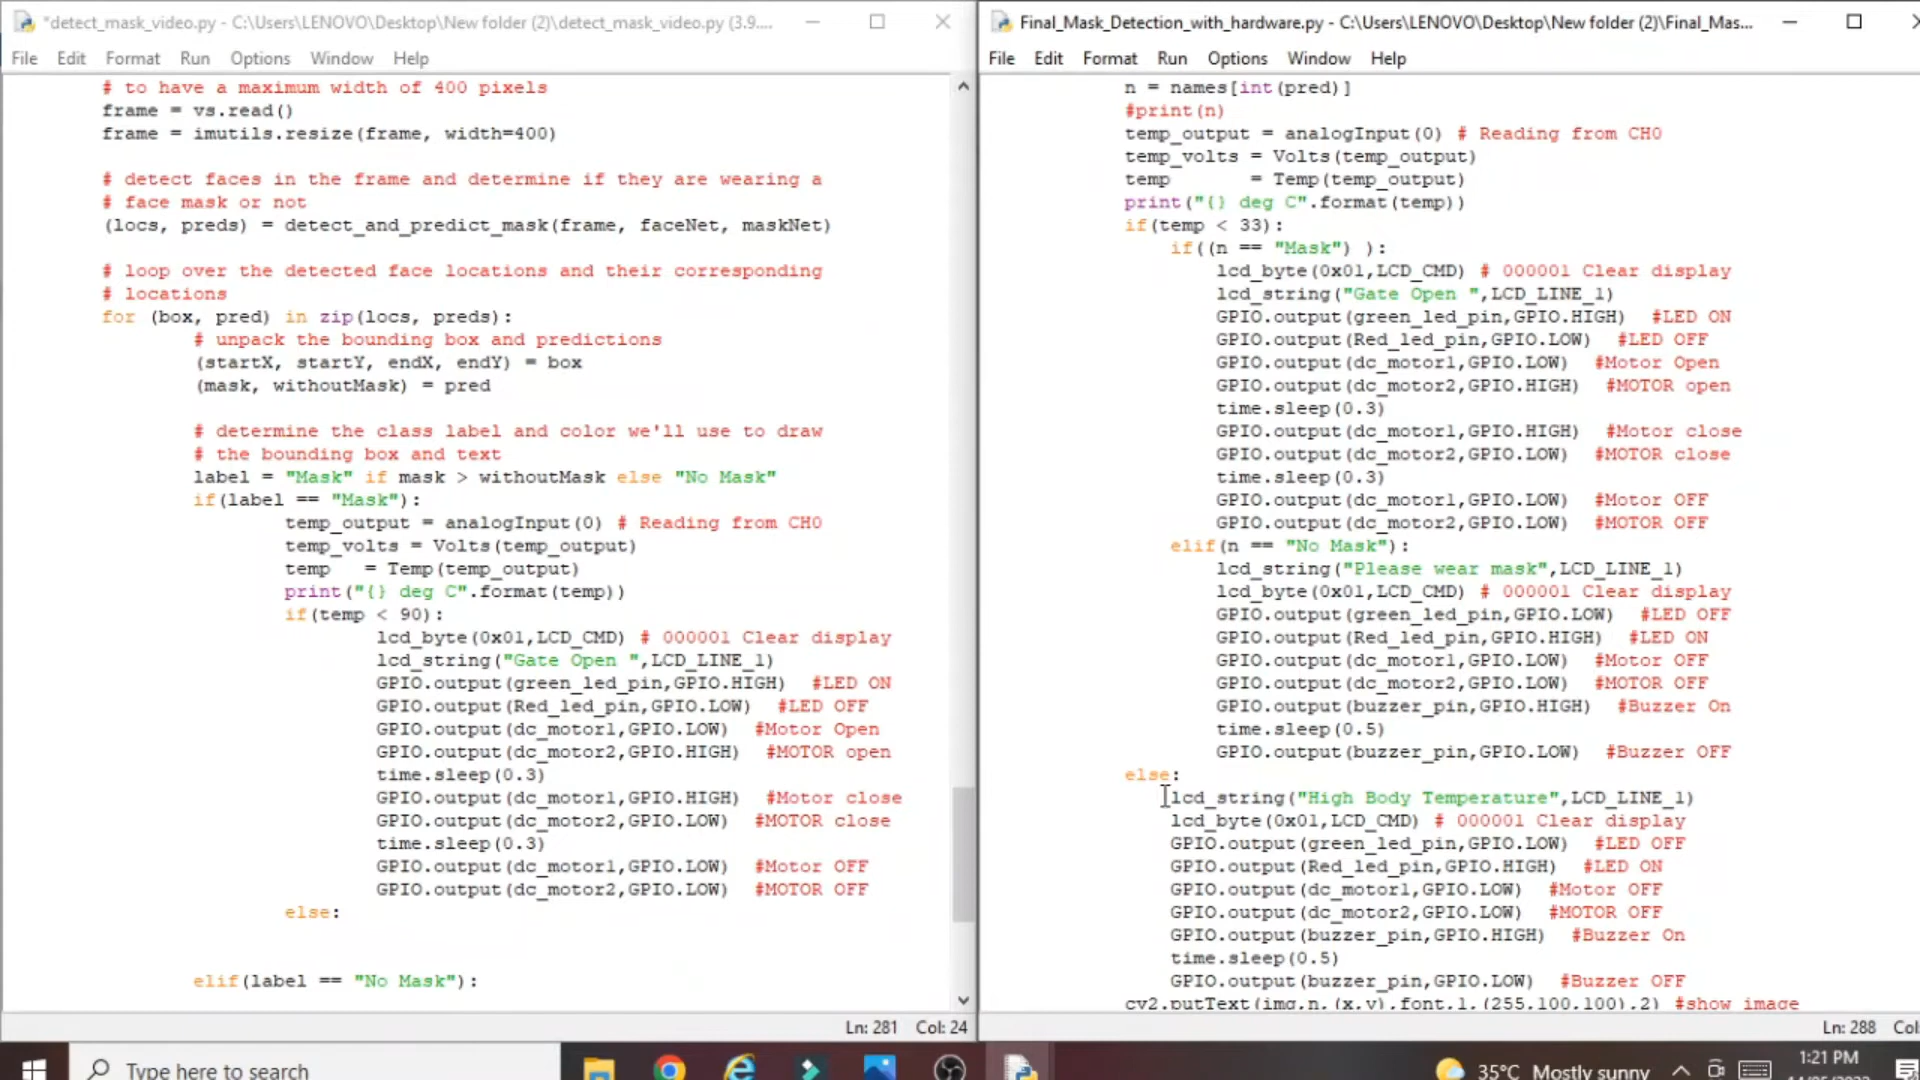 *detect_mask_video.py - C:\Users\LENOVO\Desktop\New folder (2)\detect_mask_video.py (3.9....
File Edit Format Run Options Window Help
# to have a maximum width of 400 pixels
frame = vs.read()
frame = imutils.resize(frame, width=400)
# detect faces in the frame and determine if they are wearing a
# face mask or not
(locs, preds) = detect_and_predict_mask(frame, faceNet, maskNet)
# loop over the detected face locations and their corresponding
# locations
for (box, pred) in zip(locs, preds):
# unpack the bounding box and predictions
(startX, startY, endX, endY) = box
(mask, withoutMask) = pred
# determine the class label and color we'll use to draw
# the bounding box and text
label = "Mask" if mask > withoutMask else "No Mask"
if(label == "Mask"):
temp_output = analogInput(0) # Reading from CH0
temp_volts = Volts(temp_output)
temp = Temp(temp_output)
print("{} deg C".format(temp))
if(temp < 90):
lcd_byte(0x01,LCD_CMD) # 000001 Clear display
lcd_string("Gate Open ",LCD_LINE_1)
GPIO.output(green_led_pin,GPIO.HIGH) #LED ON
GPIO.output(Red_led_pin,GPIO.LOW) #LED OFF
GPIO.output(dc_motor1,GPIO.LOW) #Motor Open
GPIO.output(dc_motor2,GPIO.HIGH) #MOTOR open
time.sleep(0.3)
GPIO.output(dc_motor1,GPIO.HIGH) #Motor close
GPIO.output(dc_motor2,GPIO.LOW) #MOTOR close
time.sleep(0.3)
GPIO.output(dc_motor1,GPIO.LOW) #Motor OFF
GPIO.output(dc_motor2,GPIO.LOW) #MOTOR OFF
else:
elif(label == "No Mask"):
Ln: 281 Col: 24
Final_Mask_Detection_with_hardware.py - C:\Users\LENOVO\Desktop\New folder (2)\Final_Mas...
File Edit Format Run Options Window Help
n = names[int(pred)]
#print(n)
temp_output = analogInput(0) # Reading from CH0
temp_volts = Volts(temp_output)
temp = Temp(temp_output)
print("{} deg C".format(temp))
if(temp < 33):
if((n == "Mask") ):
lcd_byte(0x01,LCD_CMD) # 000001 Clear display
lcd_string("Gate Open ",LCD_LINE_1)
GPIO.output(green_led_pin,GPIO.HIGH) #LED ON
GPIO.output(Red_led_pin,GPIO.LOW) #LED OFF
GPIO.output(dc_motor1,GPIO.LOW) #Motor Open
GPIO.output(dc_motor2,GPIO.HIGH) #MOTOR open
time.sleep(0.3)
GPIO.output(dc_motor1,GPIO.HIGH) #Motor close
GPIO.output(dc_motor2,GPIO.LOW) #MOTOR close
time.sleep(0.3)
GPIO.output(dc_motor1,GPIO.LOW) #Motor OFF
GPIO.output(dc_motor2,GPIO.LOW) #MOTOR OFF
elif(n == "No Mask"):
lcd_string("Please wear mask",LCD_LINE_1)
lcd_byte(0x01,LCD_CMD) # 000001 Clear display
GPIO.output(green_led_pin,GPIO.LOW) #LED OFF
GPIO.output(Red_led_pin,GPIO.HIGH) #LED ON
GPIO.output(dc_motor1,GPIO.LOW) #Motor OFF
GPIO.output(dc_motor2,GPIO.LOW) #MOTOR OFF
GPIO.output(buzzer_pin,GPIO.HIGH) #Buzzer On
time.sleep(0.5)
GPIO.output(buzzer_pin,GPIO.LOW) #Buzzer OFF
else:
lcd_string("High Body Temperature",LCD_LINE_1)
lcd_byte(0x01,LCD_CMD) # 000001 Clear display
GPIO.output(green_led_pin,GPIO.LOW) #LED OFF
GPIO.output(Red_led_pin,GPIO.HIGH) #LED ON
GPIO.output(dc_motor1,GPIO.LOW) #Motor OFF
GPIO.output(dc_motor2,GPIO.LOW) #MOTOR OFF
GPIO.output(buzzer_pin,GPIO.HIGH) #Buzzer On
time.sleep(0.5)
GPIO.output(buzzer_pin,GPIO.LOW) #Buzzer OFF
cv2.putText(img,n,(x,y),font,1,(255,100,100),2) #show image
Ln: 288 Col
Type here to search
35°C Mostly sunny
1:21 PM